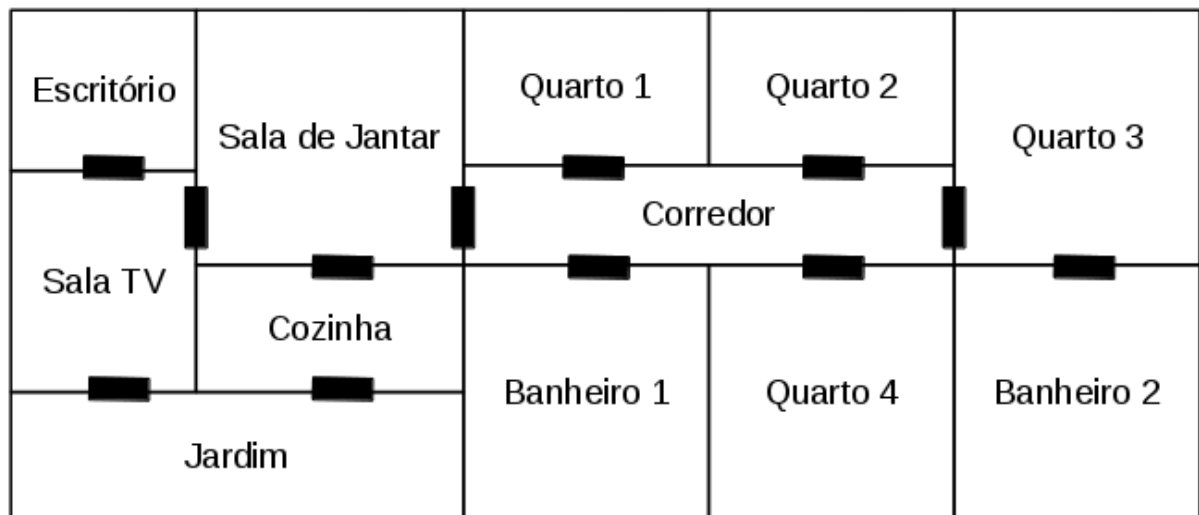 Escritório
Sala de Jantar
Quarto 1
Quarto 2
Quarto 3
Corredor
Sala TV
Cozinha
Banheiro 1
Quarto 4
Banheiro 2
Jardim